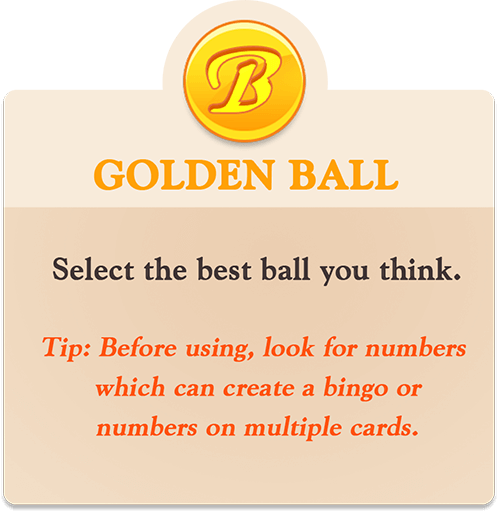 B
GOLDEN BALL
Select the best ball you think.
Tip: Before using, look for numbers
which can create a bingo or
numbers on multiple cards.